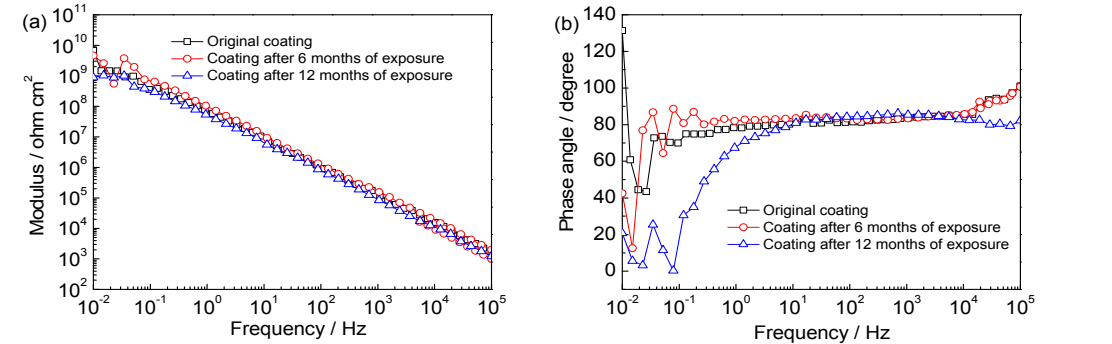 (a)
10^11
10^10
10^9
10^8
10^7
10^6
10^5
10^4
10^3
10^2
Modulus / ohm cm^2
Original coating
Coating after 6 months of exposure
Coating after 12 months of exposure
10^-2 10^-1 10^0 10^1 10^2 10^3 10^4 10^5
Frequency / Hz
(b)
140
120
100
80
60
40
20
0
Phase angle / degree
Original coating
Coating after 6 months of exposure
Coating after 12 months of exposure
10^-2 10^-1 10^0 10^1 10^2 10^3 10^4 10^5
Frequency / Hz